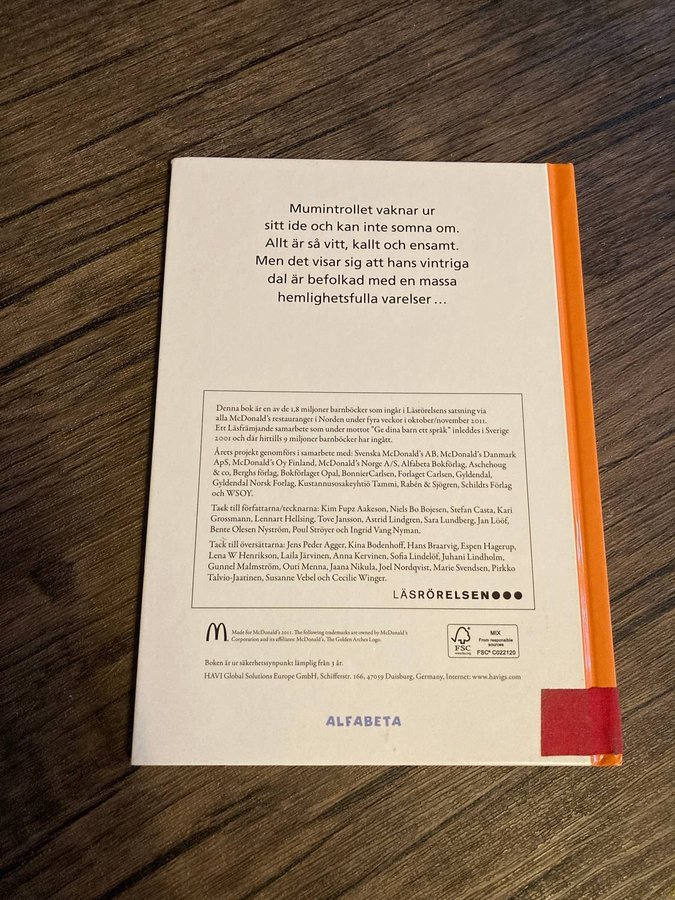 Mumintrollet vaknar ur
sitt ide och kan inte somna om.
Allt är så vitt, kallt och ensamt.
Men det visar sig att hans vintriga
dal är befolkad med en massa
hemlighetsfulla varelser ...
Denna bok är en av de 1,8 miljoner barnböcker som ingår i Läsrörelsens satsning via
alla McDonald's restauranger i Norden under fyra veckor i oktober/november 2011.
Ett Läsfrämjande samarbete som under mottot "Ge dina barn ett språk" inleddes i Sverige
2001 och där hittills 9 miljoner barnböcker har ingått.
Årets projekt genomförs i samarbete med: Svenska McDonald's AB, McDonald's Danmark
ApS, McDonald's Oy Finland, McDonald's Norge A/S, Alfabeta Bokförlag, Aschehoug
& co, Berghs förlag, Bokförlaget Opal, BonnierCarlsen, Forlaget Carlsen, Gyldendal,
Gyldendal Norsk Forlag, Kustannusosakeyhtiö Tammi, Rabén & Sjögren, Schildts Förlag
och WSOY.
Tack till författarna/tecknarna: Kim Fupz Aakeson, Niels Bo Bojesen, Stefan Casta, Kari
Grossmann, Lennart Hellsing, Tove Jansson, Astrid Lindgren, Sara Lundberg, Jan Lööf,
Bente Olesen Nyström, Poul Ströyer och Ingrid Vang Nyman.
Tack till översättarna: Jens Peder Agger, Kina Bodenhoff, Hans Braarvig, Espen Hagerup,
Lena W Henrikson, Laila Järvinen, Anna Kervinen, Sofia Lindelöf, Juhani Lindholm,
Gunnel Malmström, Outi Menna, Jaana Nikula, Joel Nordqvist, Marie Svendsen, Pirkko
Talvio-Jaatinen, Susanne Vebel och Cecilie Winger.
LÄSRÖRELSEN
Made for McDonald's 2011. The following trademarks are owned by McDonald's
Corporation and its affiliates: McDonald's, The Golden Arches Logo.
FSC
www.fsc.org
MIX
From responsible
sources
FSC® C022120
Boken är ur säkerhetssynpunkt lämplig från 3 år.
HAVI Global Solutions Europe GmbH, Schifferstr. 166, 47059 Duisburg, Germany, Internet: www.havigs.com
ALFABETA